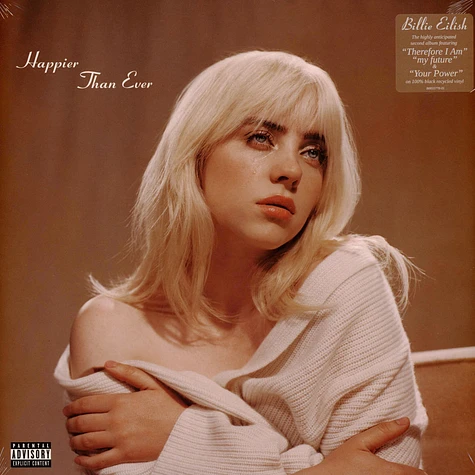 Happier
Than Ever
Billie Eilish
The highly anticipated
second album featuring
"Therefore I Am"
"my future"
&
"Your Power"
on 100% black recycled vinyl
PARENTAL
ADVISORY
EXPLICIT CONTENT